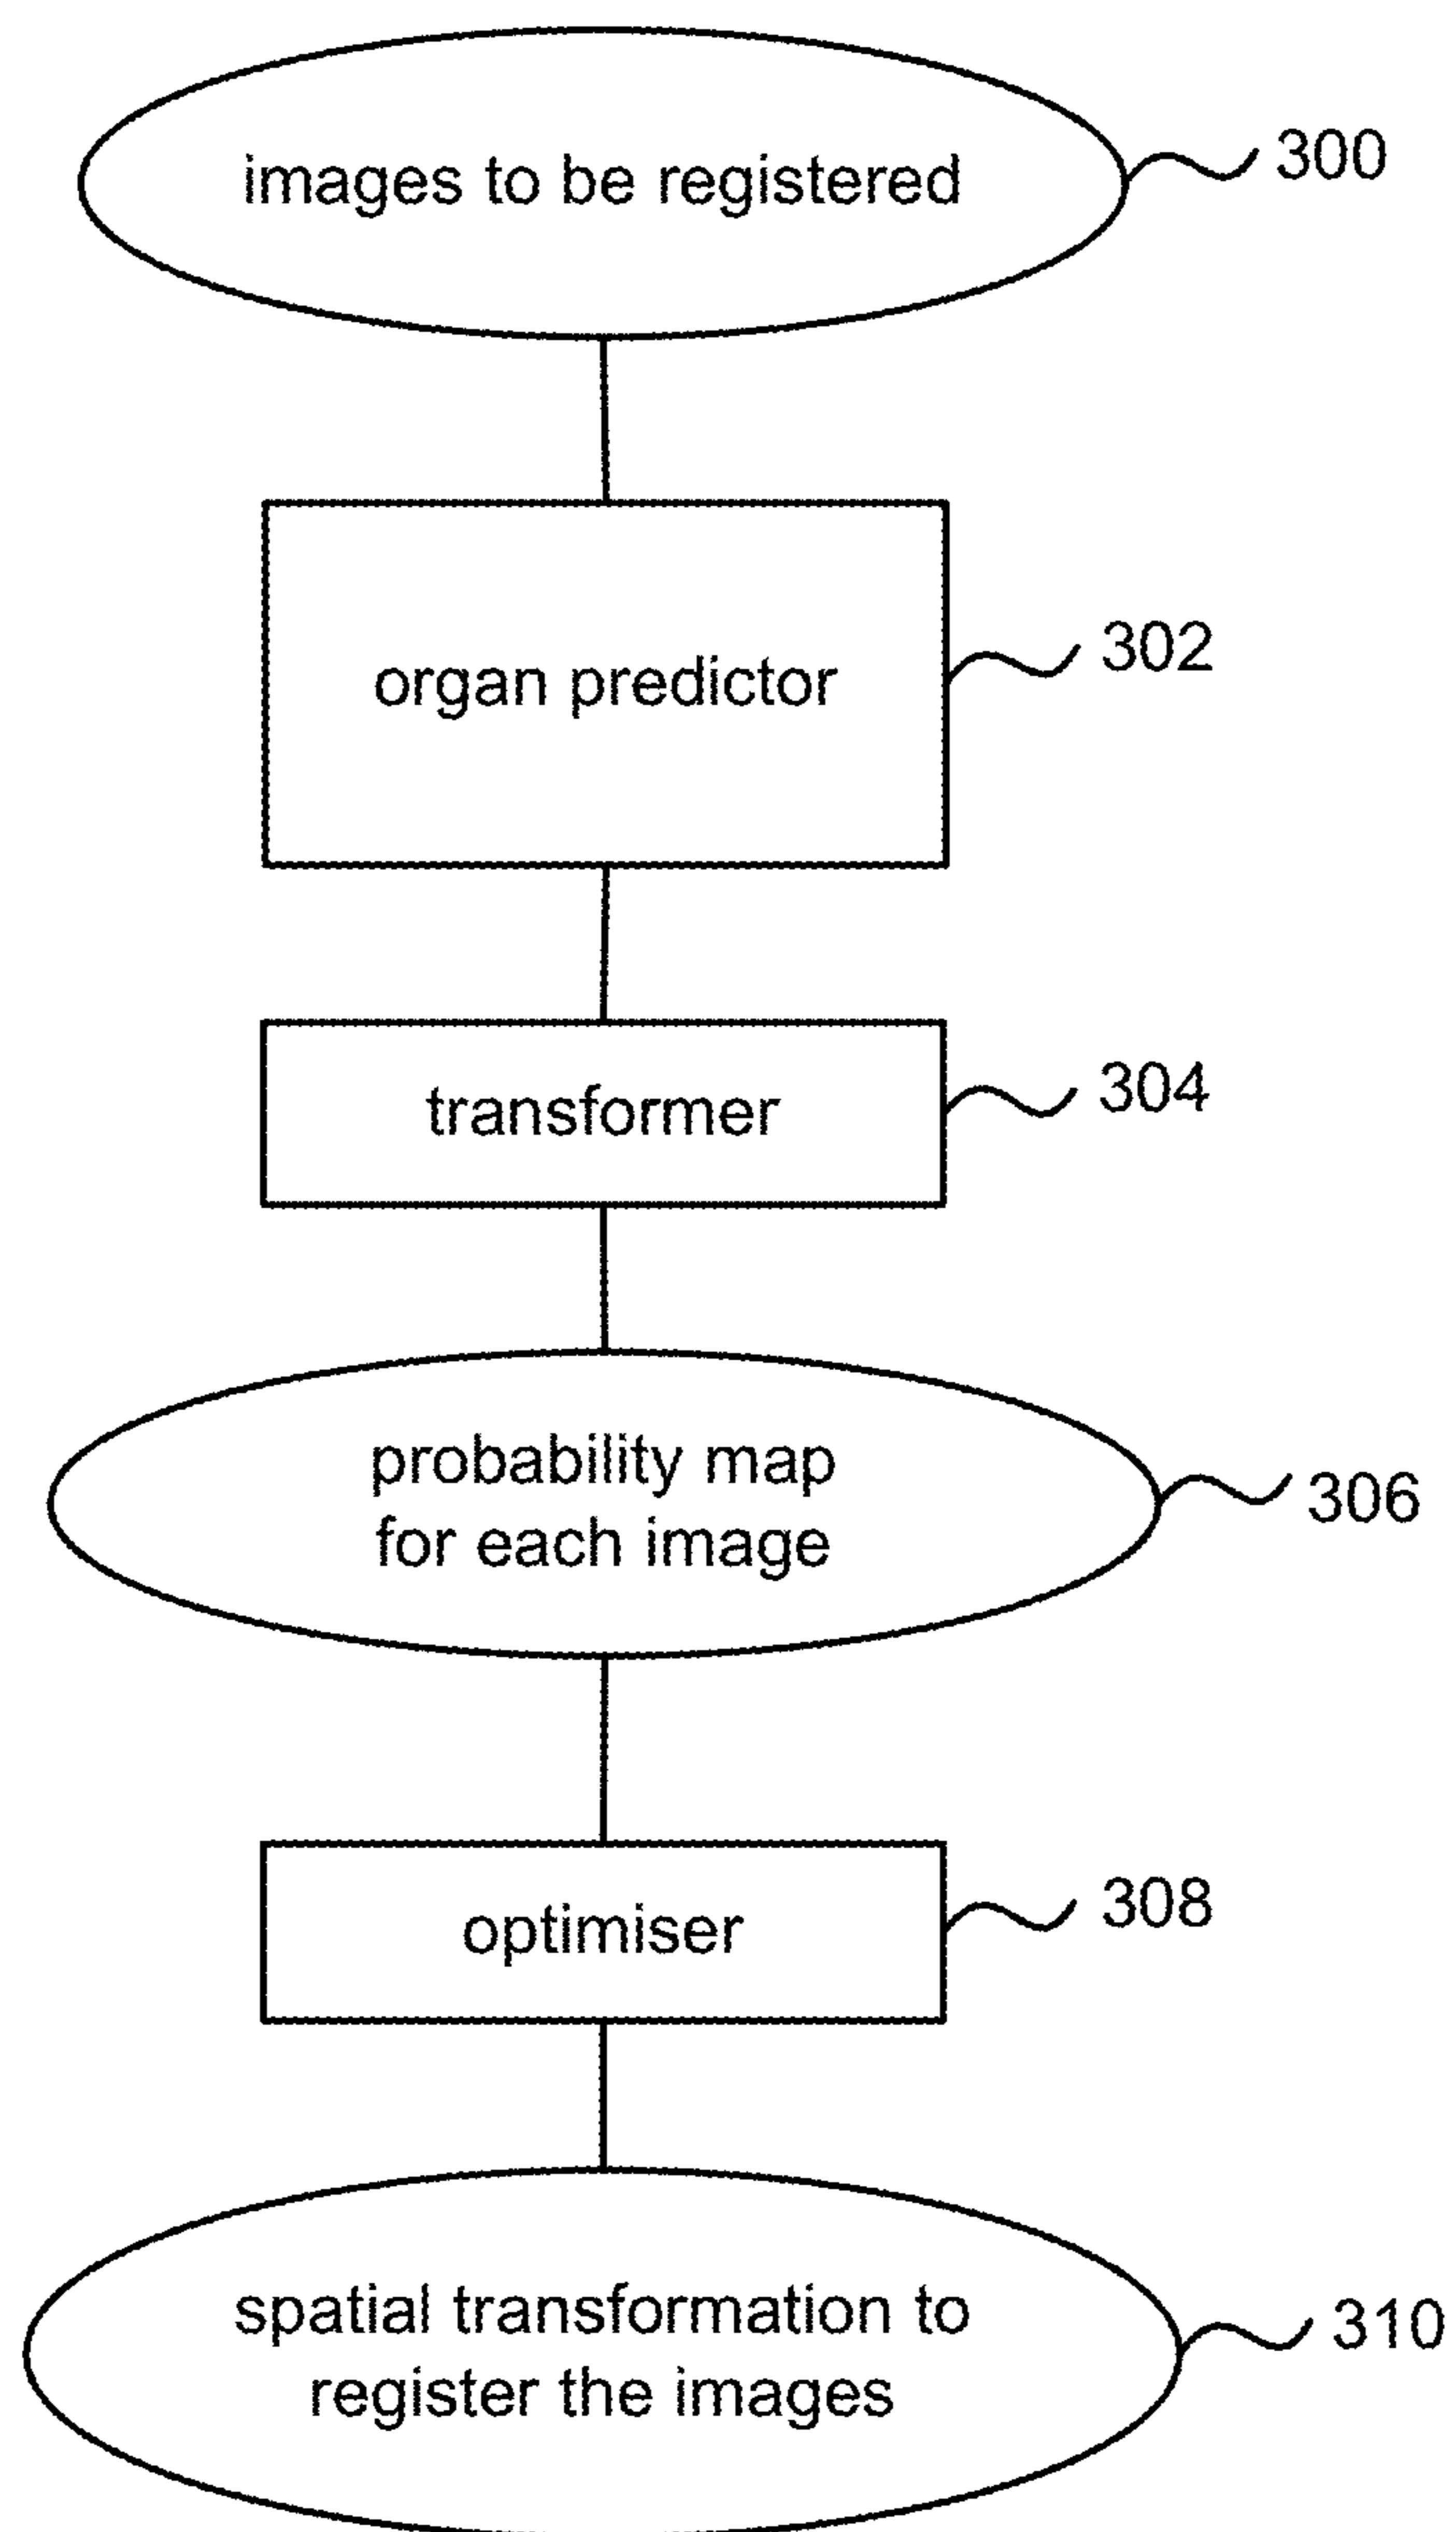 images to be registered
300
organ predictor
302
transformer
304
probability map
for each image
306
optimiser
308
spatial transformation to
register the images
310